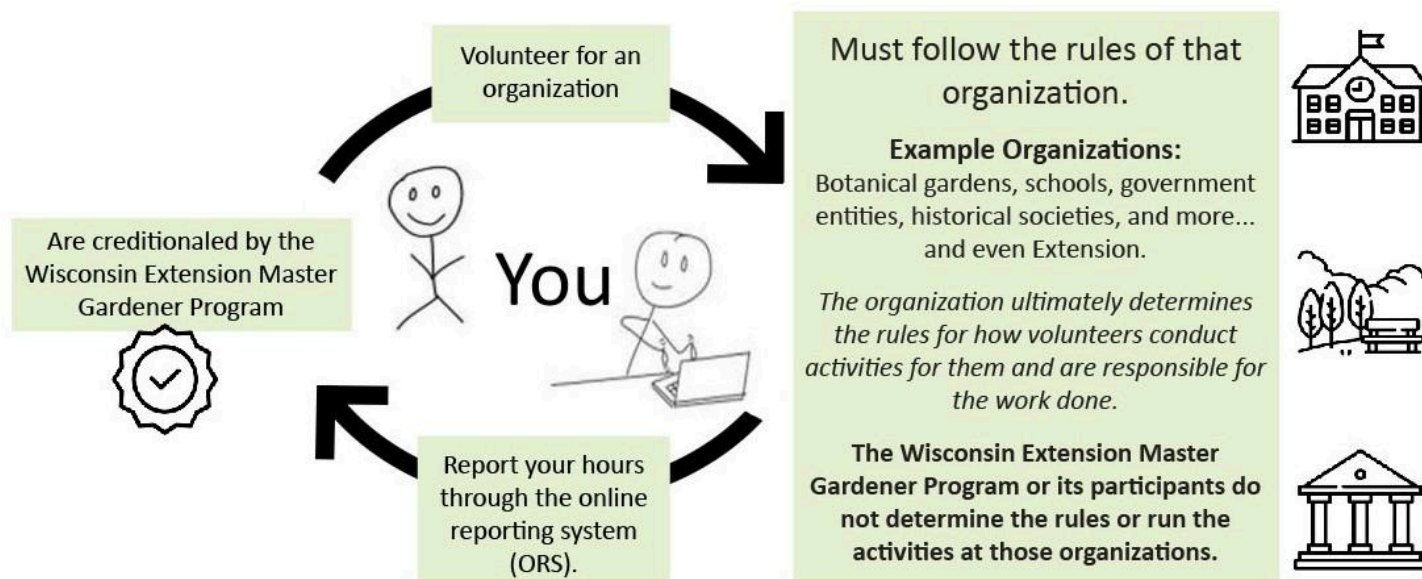 Volunteer for an
organization
Must follow the rules of that
organization.
Example Organizations:
Botanical gardens, schools, government
entities, historical societies, and more...
and even Extension.
The organization ultimately determines
the rules for how volunteers conduct
activities for them and are responsible for
the work done.
The Wisconsin Extension Master
Gardener Program or its participants do
not determine the rules or run the
activities at those organizations.
Are creditionaled by the
Wisconsin Extension Master
Gardener Program
You
Report your hours
through the online
reporting system
(ORS).